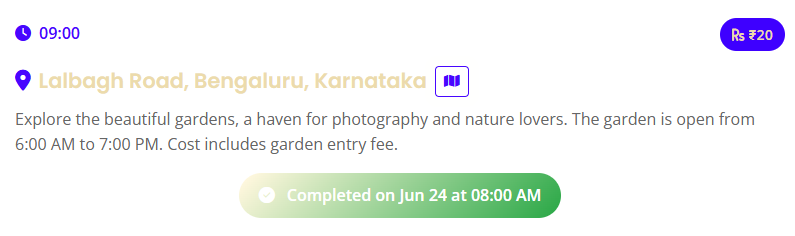 09:00
₨ ₹20
Lalbagh Road, Bengaluru, Karnataka
Explore the beautiful gardens, a haven for photography and nature lovers. The garden is open from
6:00 AM to 7:00 PM. Cost includes garden entry fee.
Completed on Jun 24 at 08:00 AM